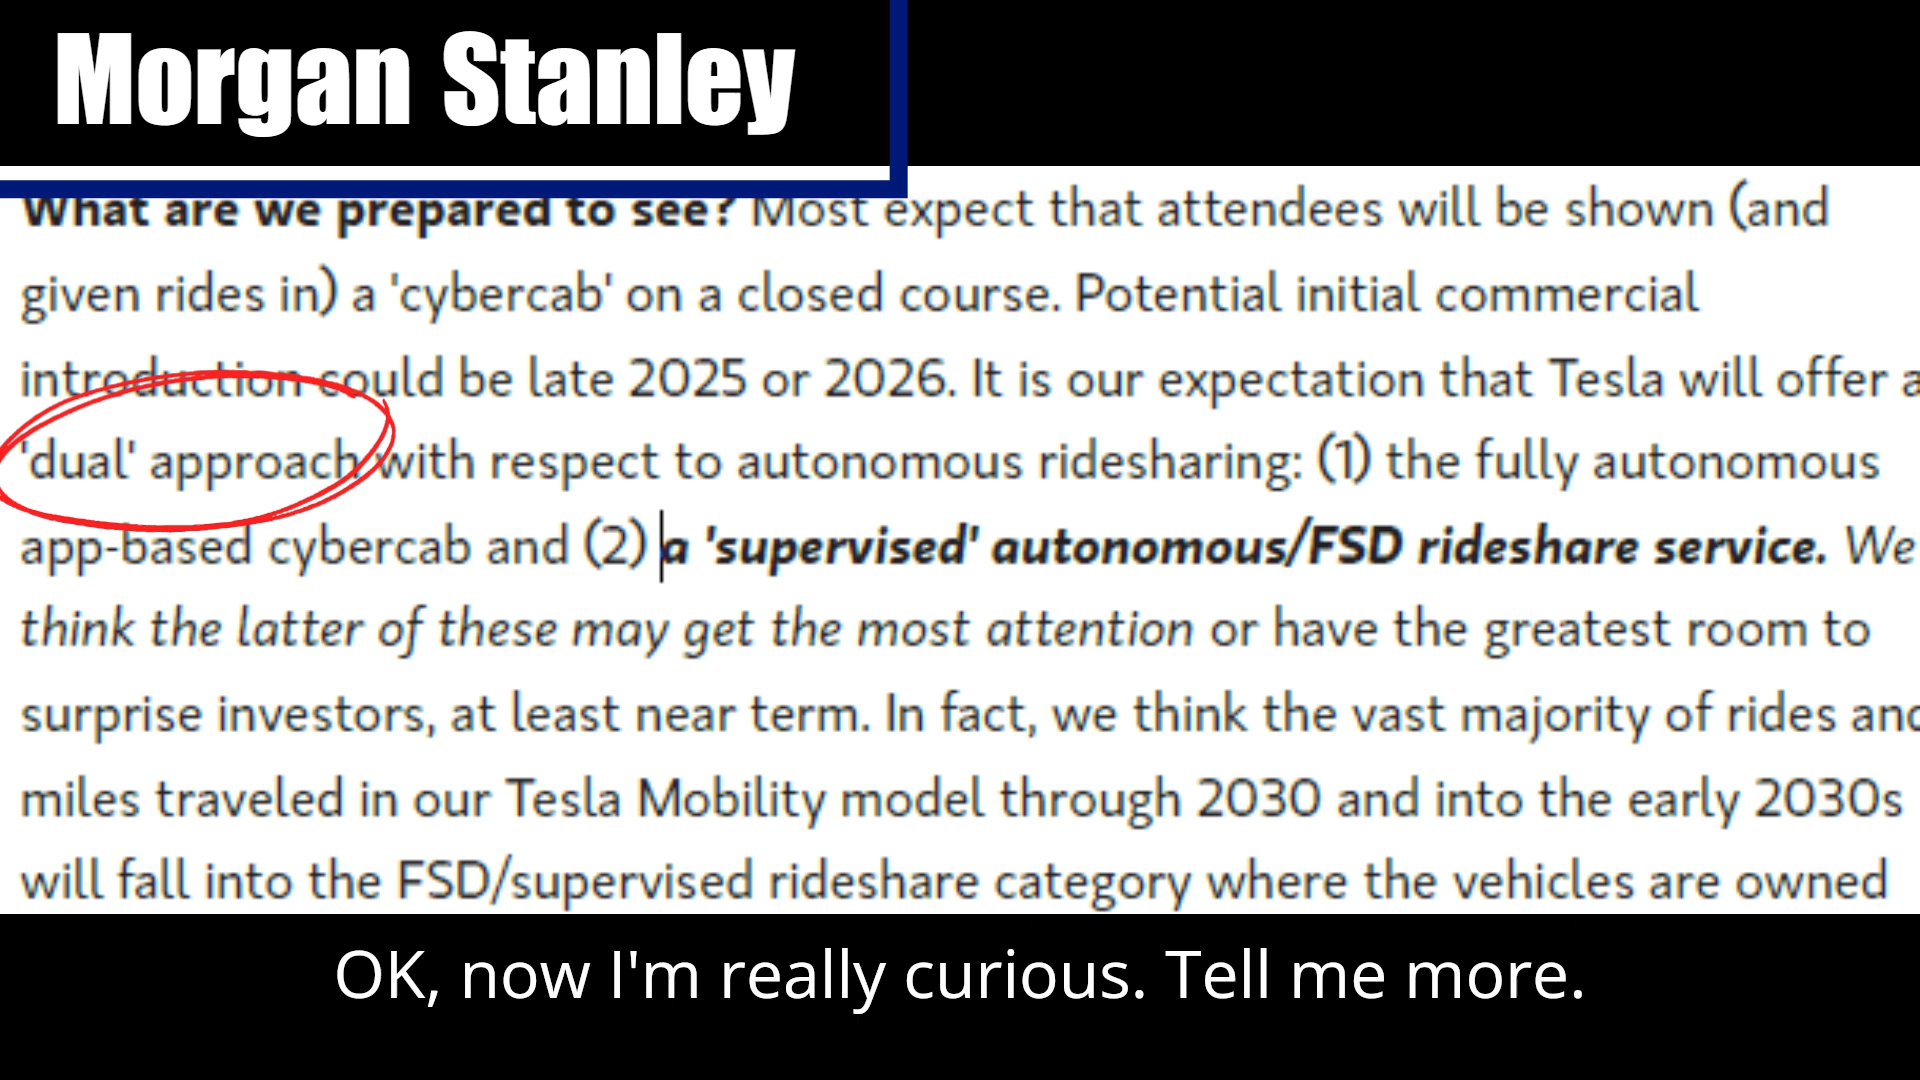 Morgan Stanley
What are we prepared to see? Most expect that attendees will be shown (and
given rides in) a 'cybercab' on a closed course. Potential initial commercial
introduction could be late 2025 or 2026. It is our expectation that Tesla will offer a
'dual' approach with respect to autonomous ridesharing: (1) the fully autonomous
app-based cybercab and (2) a 'supervised' autonomous/FSD rideshare service. We
think the latter of these may get the most attention or have the greatest room to
surprise investors, at least near term. In fact, we think the vast majority of rides and
miles traveled in our Tesla Mobility model through 2030 and into the early 2030s
will fall into the FSD/supervised rideshare category where the vehicles are owned
OK, now I'm really curious. Tell me more.